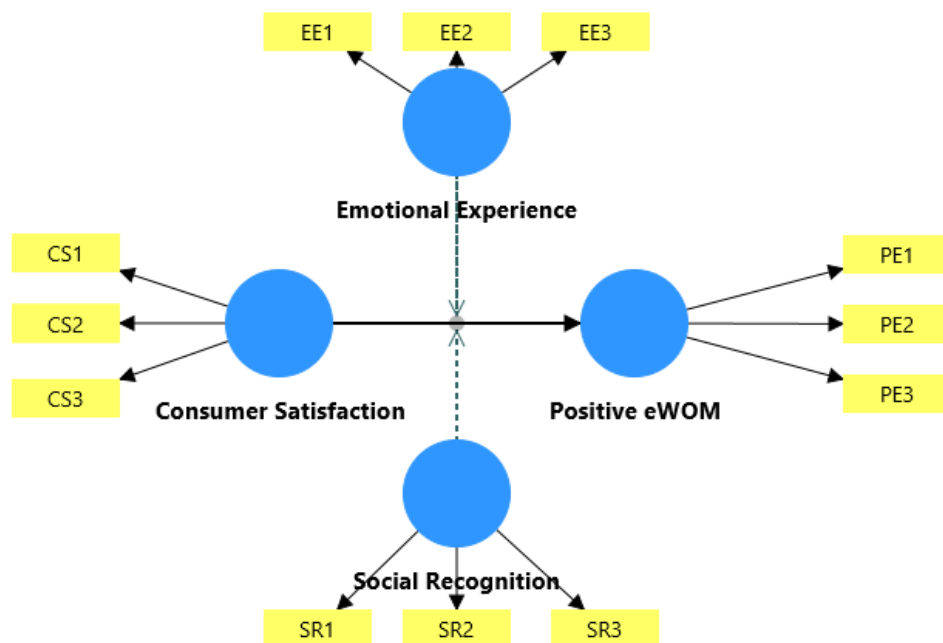 EE1
EE2
EE3
Emotional Experience
CS1
CS2
CS3
Consumer Satisfaction
PE1
PE2
PE3
Positive eWOM
Social Recognition
SR1
SR2
SR3